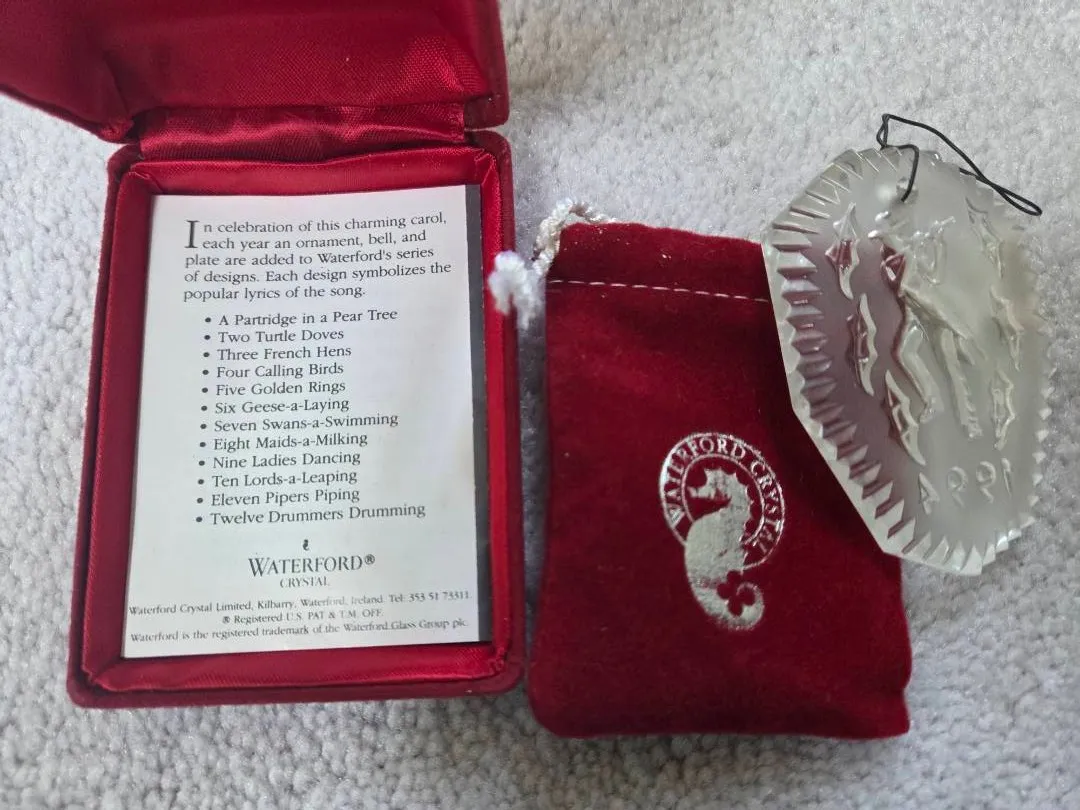 In celebration of this charming carol,
each year an ornament, bell, and
plate are added to Waterford's series
of designs. Each design symbolizes the
popular lyrics of the song.
• A Partridge in a Pear Tree
• Two Turtle Doves
• Three French Hens
• Four Calling Birds
• Five Golden Rings
• Six Geese-a-Laying
• Seven Swans-a-Swimming
• Eight Maids-a-Milking
• Nine Ladies Dancing
• Ten Lords-a-Leaping
• Eleven Pipers Piping
• Twelve Drummers Drumming
WATERFORD®
CRYSTAL
Waterford Crystal Limited, Kilbarry, Waterford, Ireland. Tel: 353 51 73311.
® Registered U.S. PAT & T.M. OFF.
Waterford is the registered trademark of the Waterford Glass Group plc.
WATERFORD CRYSTAL